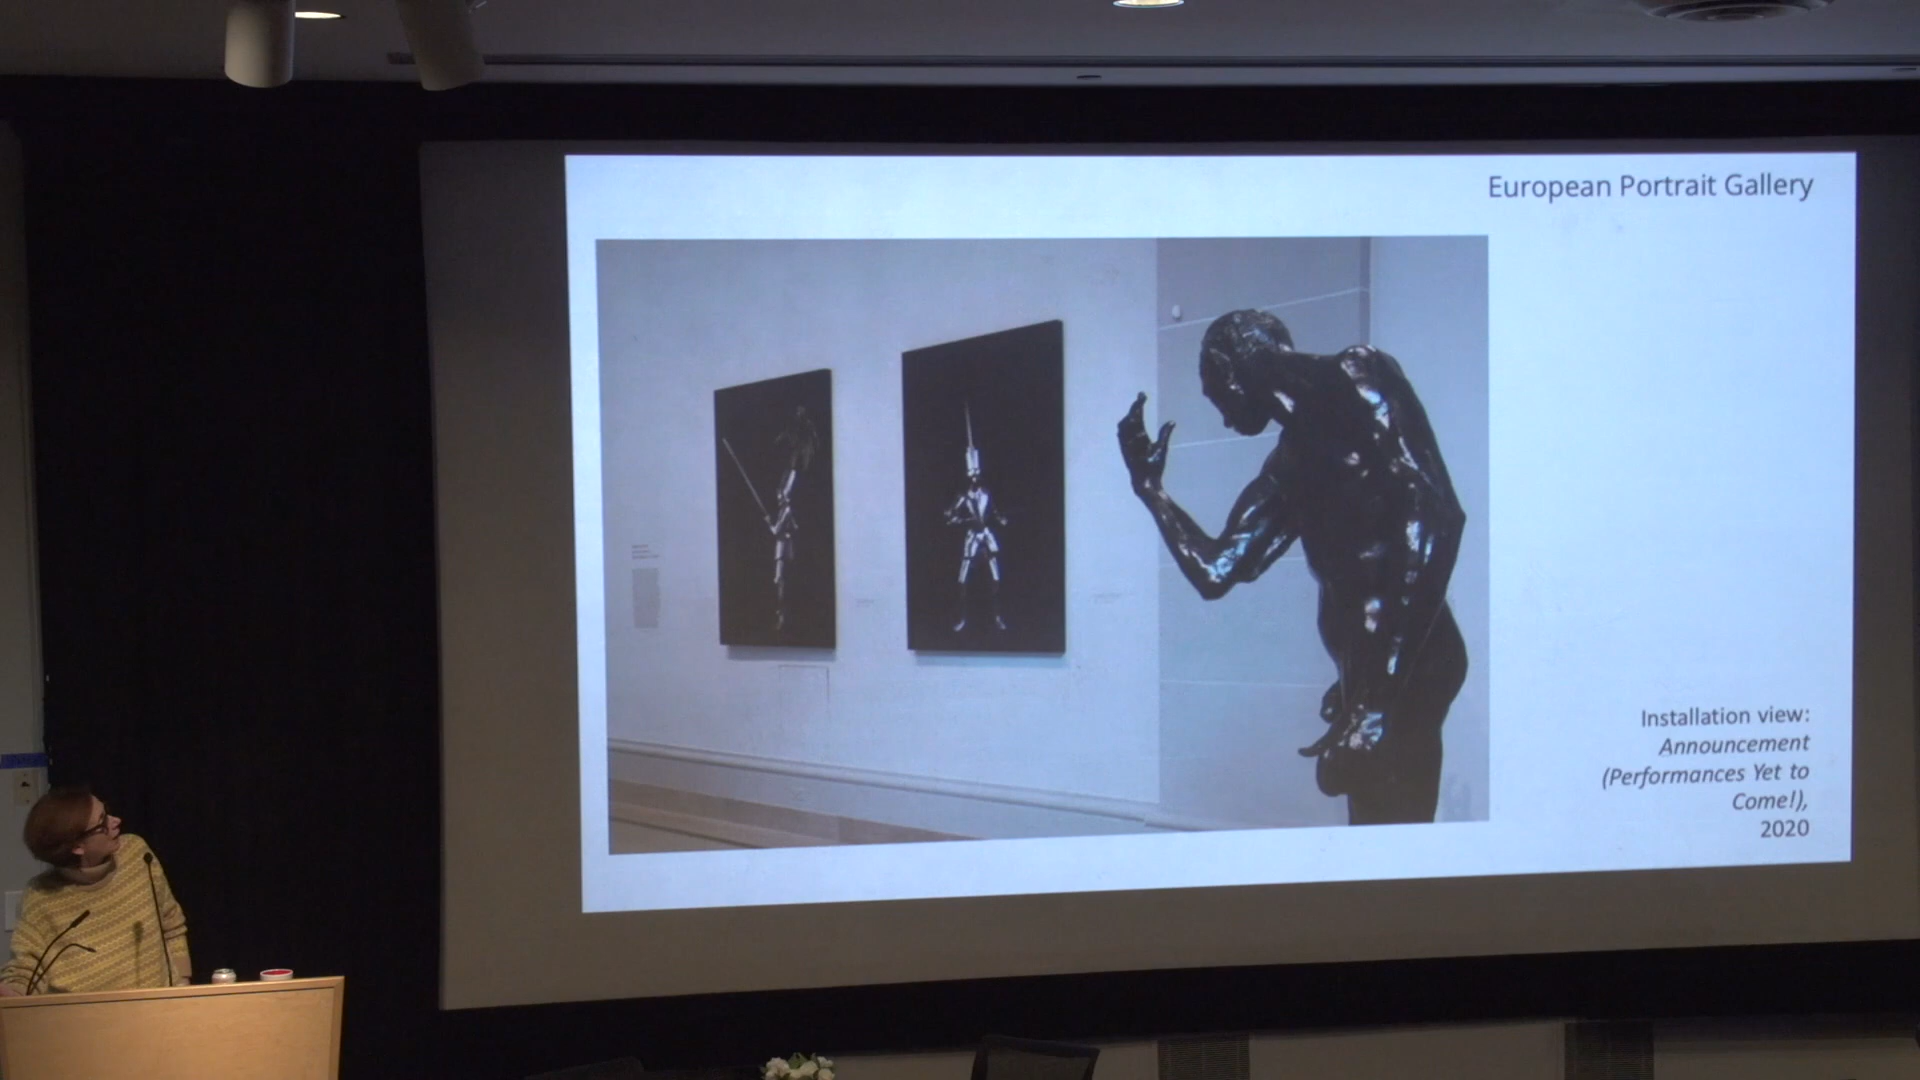 European Portrait Gallery
Installation view:
Announcement
(Performances Yet to
Come!),
2020